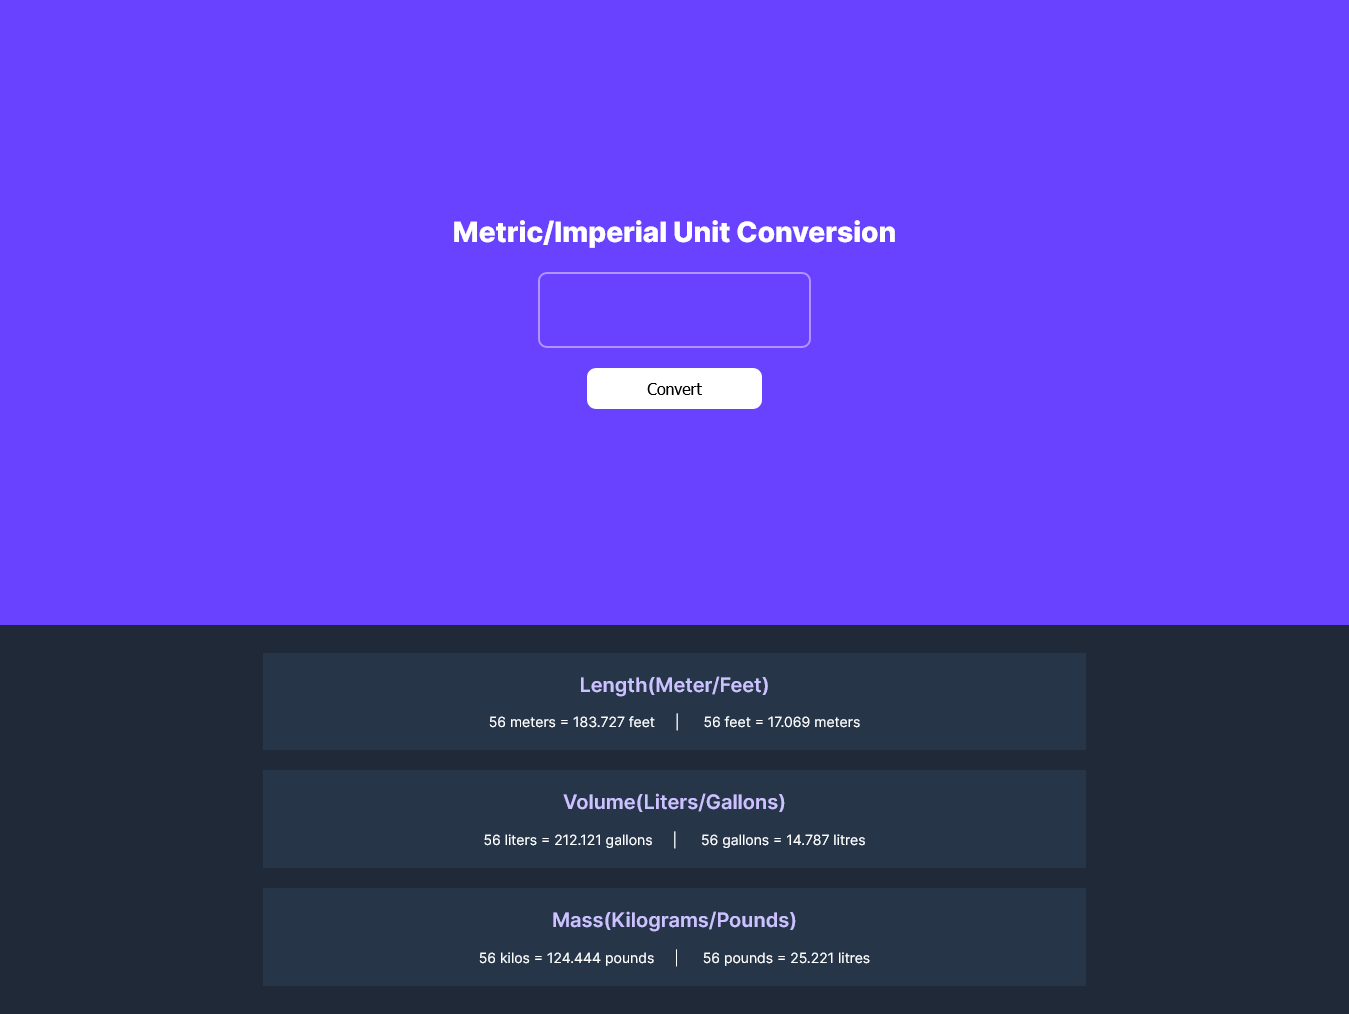 Metric/Imperial Unit Conversion
Convert
Length(Meter/Feet)
56 meters = 183.727 feet | 56 feet = 17.069 meters
Volume(Liters/Gallons)
56 liters = 212.121 gallons | 56 gallons = 14.787 litres
Mass(Kilograms/Pounds)
56 kilos = 124.444 pounds | 56 pounds = 25.221 litres